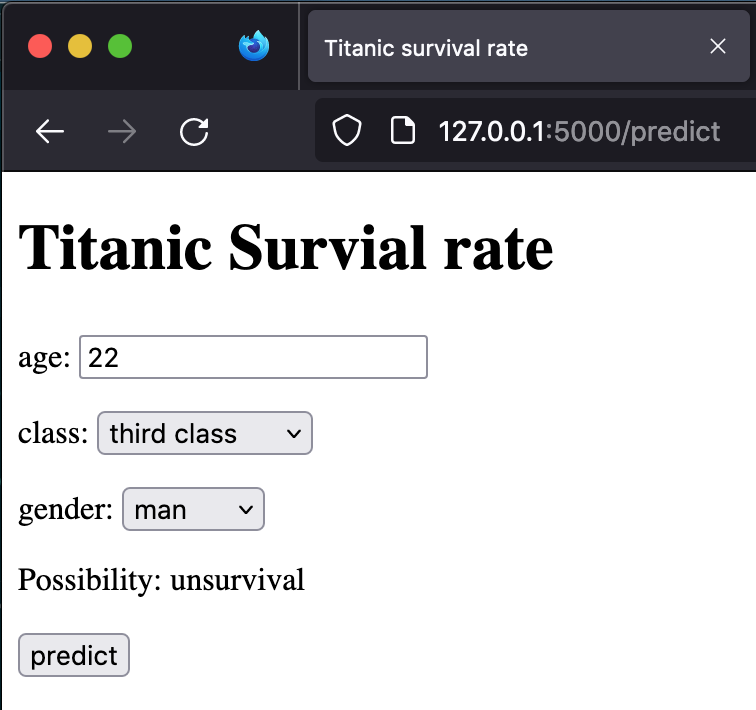 Titanic survival rate
127.0.0.1:5000/predict
Titanic Survial rate
age: 22
class: third class
gender: man
Possibility: unsurvival
predict